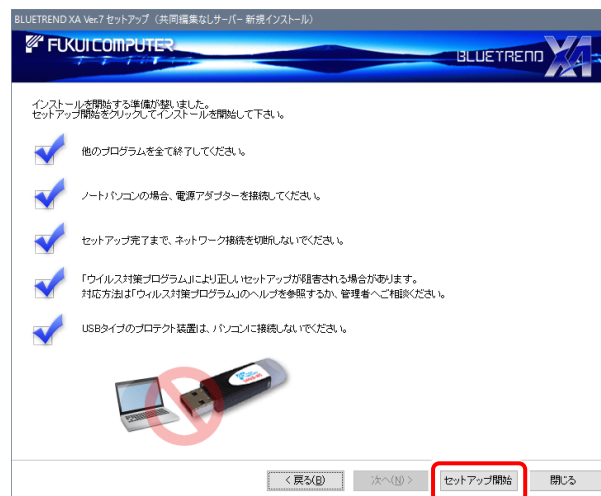 BLUETREND XA Ver.7 セットアップ（共同編集なしサーバー 新規インストール）
FUKUI COMPUTER
BLUETREND XA
インストールを開始する準備が整いました。
セットアップ開始をクリックしてインストールを開始して下さい。
他のプログラムを全て終了してください。
ノートパソコンの場合、電源アダプターを接続してください。
セットアップ完了まで、ネットワーク接続を切断しないでください。
「ウイルス対策プログラム」により正しいセットアップが阻害される場合があります。
対応方法は「ウィルス対策プログラム」のヘルプを参照するか、管理者へご相談ください。
USBタイプのプロテクト装置は、パソコンに接続しないでください。
< 戻る(B) 次へ(N) > セットアップ開始 閉じる